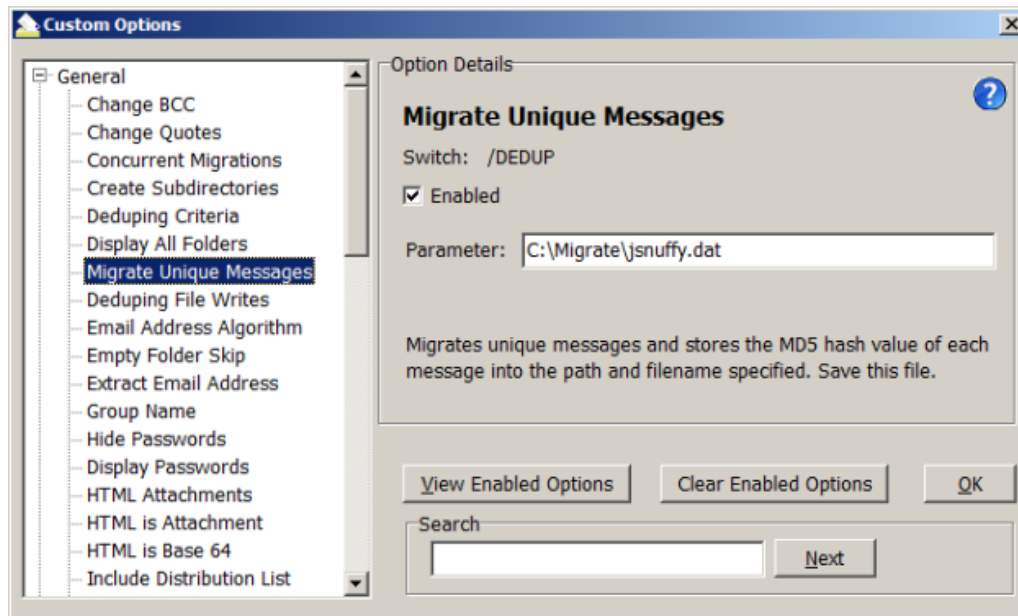 Custom Options
General
Change BCC
Change Quotes
Concurrent Migrations
Create Subdirectories
Deduping Criteria
Display All Folders
Migrate Unique Messages
Deduping File Writes
Email Address Algorithm
Empty Folder Skip
Extract Email Address
Group Name
Hide Passwords
Display Passwords
HTML Attachments
HTML is Attachment
HTML is Base 64
Include Distribution List
Option Details
?
Migrate Unique Messages
Switch: /DEDUP
Enabled
Parameter: C:\Migrate\jsnuffy.dat
Migrates unique messages and stores the MD5 hash value of each
message into the path and filename specified. Save this file.
View Enabled Options Clear Enabled Options OK
Search
Next